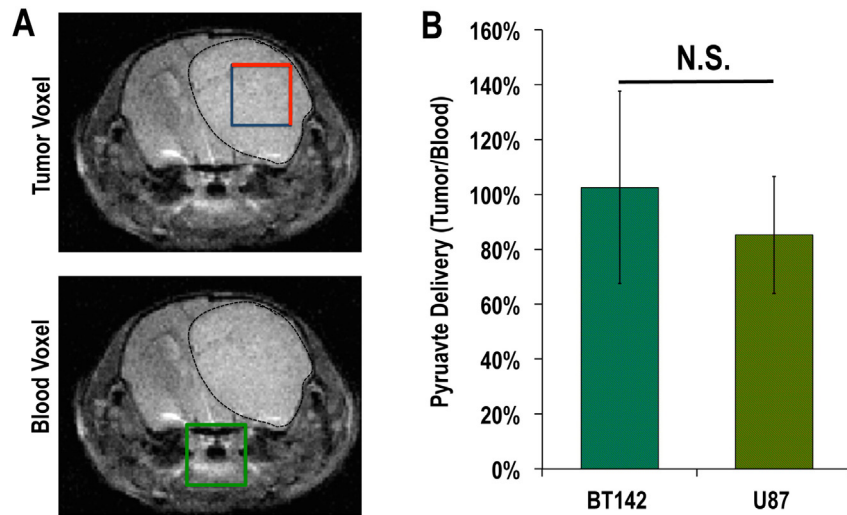 A
Tumor Voxel
Blood Voxel
B
Pyruavte Delivery (Tumor/Blood)
160%
140%
120%
100%
80%
60%
40%
20%
0%
N.S.
BT142
U87